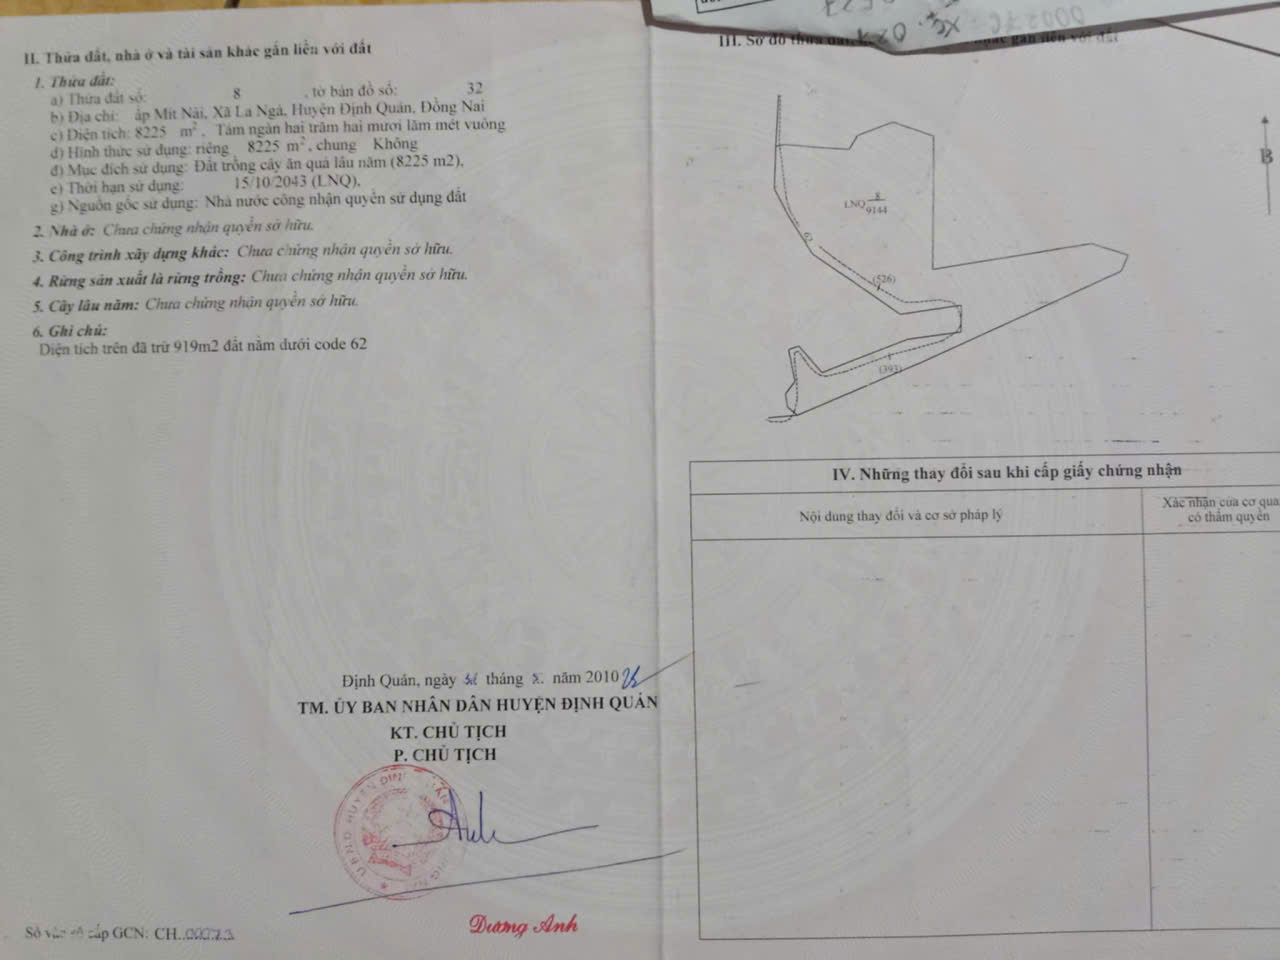 II. Thửa đất, nhà ở và tài sản khác gắn liền với đất
1. Thửa đất:
a) Thửa đất số: 8 , tờ bản đồ số: 32
b) Địa chỉ: ấp Mít Nài, Xã La Ngà, Huyện Định Quán, Đồng Nai
c) Diện tích: 8225 m², Tám ngàn hai trăm hai mươi lăm mét vuông
d) Hình thức sử dụng: riêng 8225 m², chung Không
đ) Mục đích sử dụng: Đất trồng cây ăn quả lâu năm (8225 m2),
e) Thời hạn sử dụng: 15/10/2043 (LNQ),
g) Nguồn gốc sử dụng: Nhà nước công nhận quyền sử dụng đất
2. Nhà ở: Chưa chứng nhận quyền sở hữu.
3. Công trình xây dựng khác: Chưa chứng nhận quyền sở hữu.
4. Rừng sản xuất là rừng trồng: Chưa chứng nhận quyền sở hữu.
5. Cây lâu năm: Chưa chứng nhận quyền sở hữu.
6. Ghi chú:
Diện tích trên đã trừ 919m2 đất nằm dưới code 62
Định Quán, ngày tháng năm 2010
TM. ỦY BAN NHÂN DÂN HUYỆN ĐỊNH QUÁN
KT. CHỦ TỊCH
P. CHỦ TỊCH
Dương Anh
Số vào sổ cấp GCN: CH 00073
III. Sơ đồ thửa đất, khác gắn liền với đất
B
LNQ 8
9144
62
(526)
1
(393)
IV. Những thay đổi sau khi cấp giấy chứng nhận
Nội dung thay đổi và cơ sở pháp lý
Xác nhận của cơ qua
có thẩm quyền